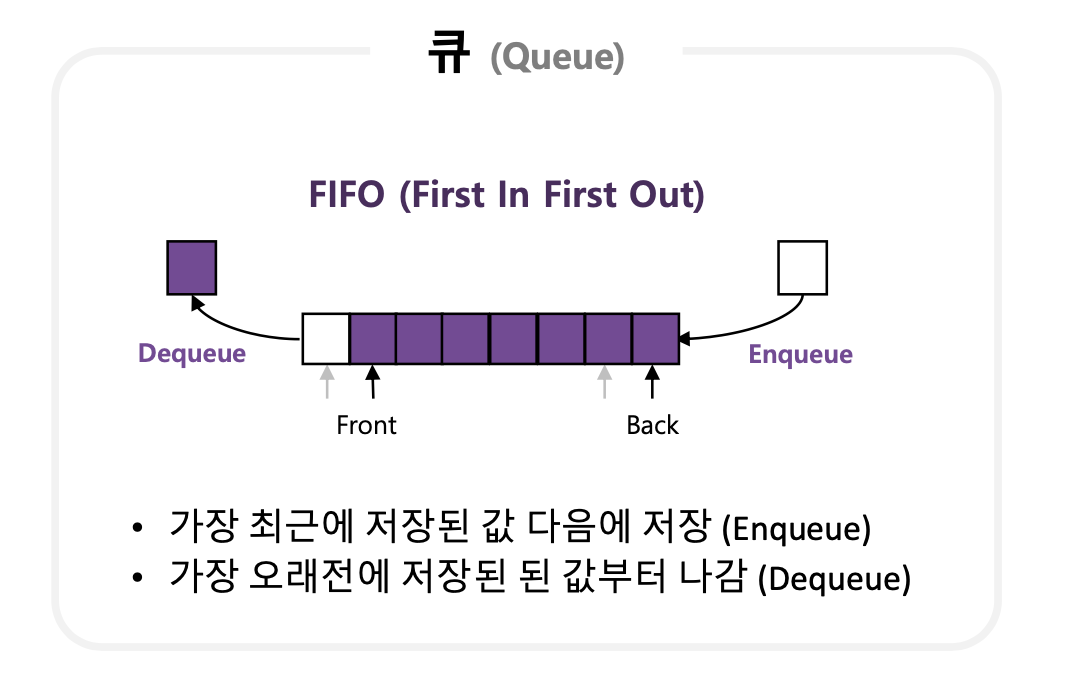 큐 (Queue)
FIFO (First In First Out)
Dequeue
Enqueue
Front
Back
• 가장 최근에 저장된 값 다음에 저장 (Enqueue)
• 가장 오래전에 저장된 된 값부터 나감 (Dequeue)